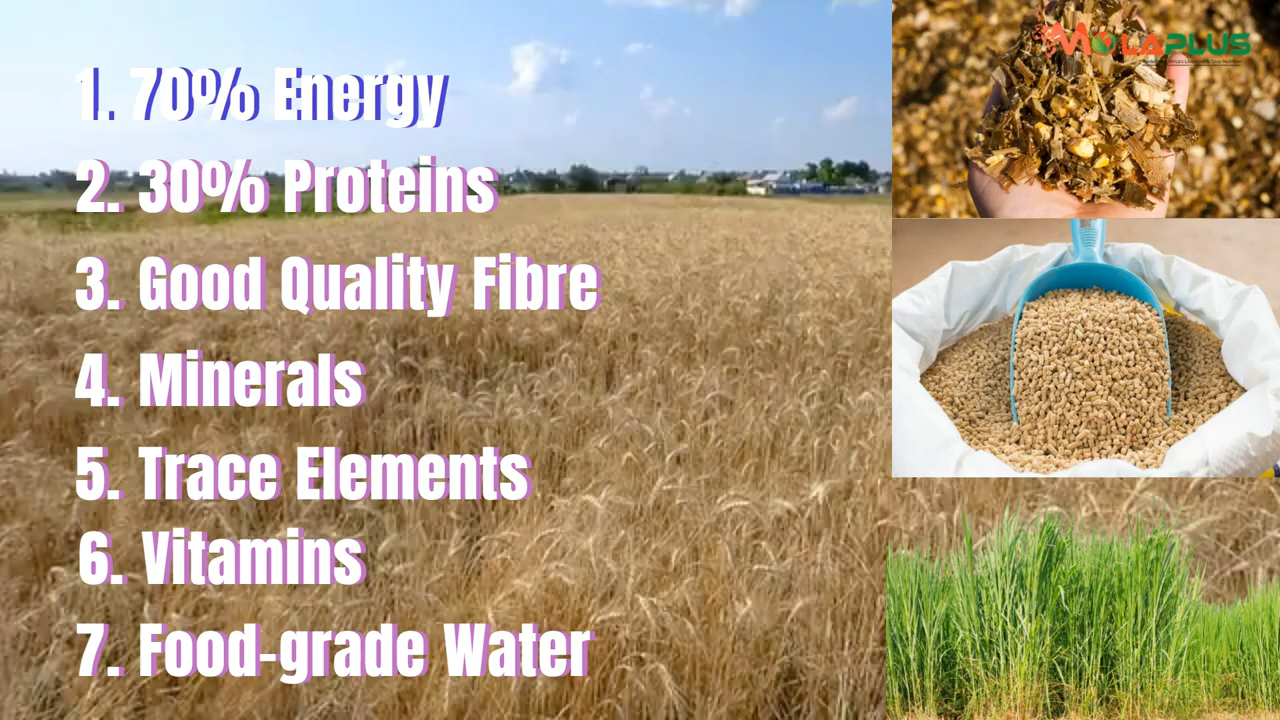 1. 70% Energy
2. 30% Proteins
3. Good Quality Fibre
4. Minerals
5. Trace Elements
6. Vitamins
7. Food-grade Water
MOLAPLUS